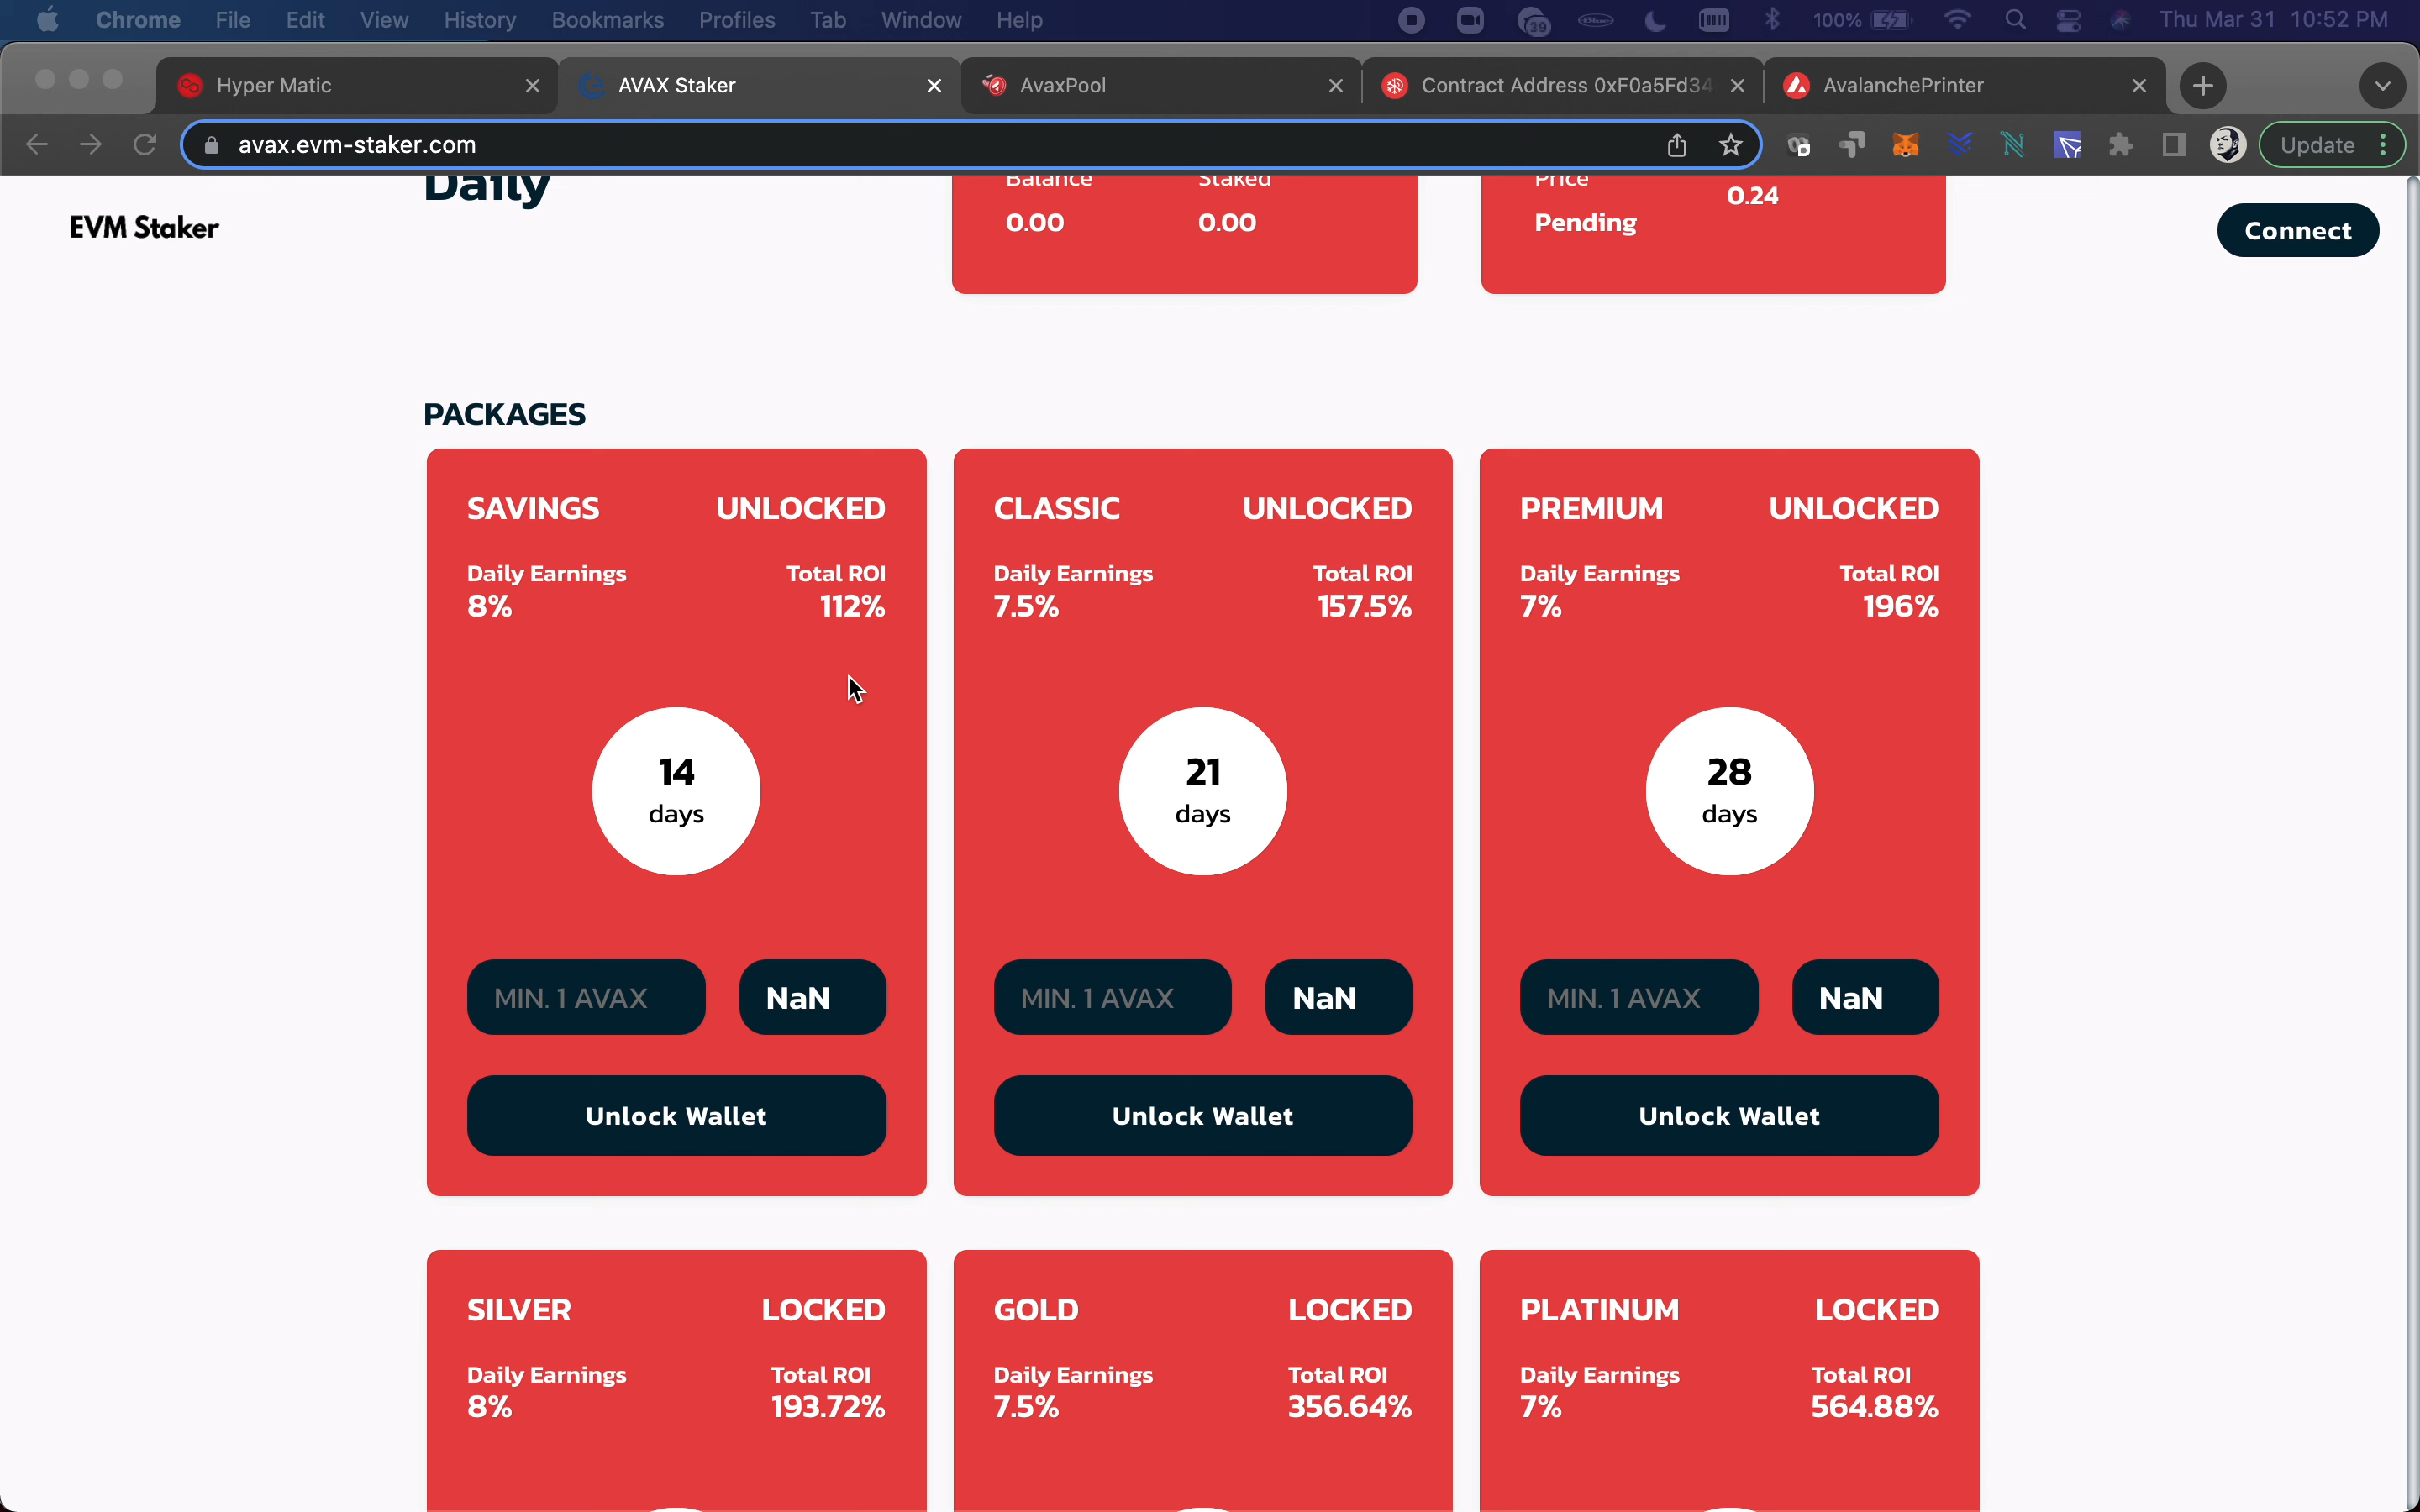 Chrome File Edit View History Bookmarks Profiles Tab Window Help 39 100% Thu Mar 31 10:52 PM
Hyper Matic AVAX Staker AvaxPool Contract Address 0xF0a5Fd34 AvalanchePrinter
avax.evm-staker.com Update
Daily Balance Staked Price 0.24
EVM Staker 0.00 0.00 Pending Connect
PACKAGES
SAVINGS UNLOCKED
Daily Earnings Total ROI
8% 112%
14
days
MIN. 1 AVAX NaN
Unlock Wallet
CLASSIC UNLOCKED
Daily Earnings Total ROI
7.5% 157.5%
21
days
MIN. 1 AVAX NaN
Unlock Wallet
PREMIUM UNLOCKED
Daily Earnings Total ROI
7% 196%
28
days
MIN. 1 AVAX NaN
Unlock Wallet
SILVER LOCKED
Daily Earnings Total ROI
8% 193.72%
GOLD LOCKED
Daily Earnings Total ROI
7.5% 356.64%
PLATINUM LOCKED
Daily Earnings Total ROI
7% 564.88%